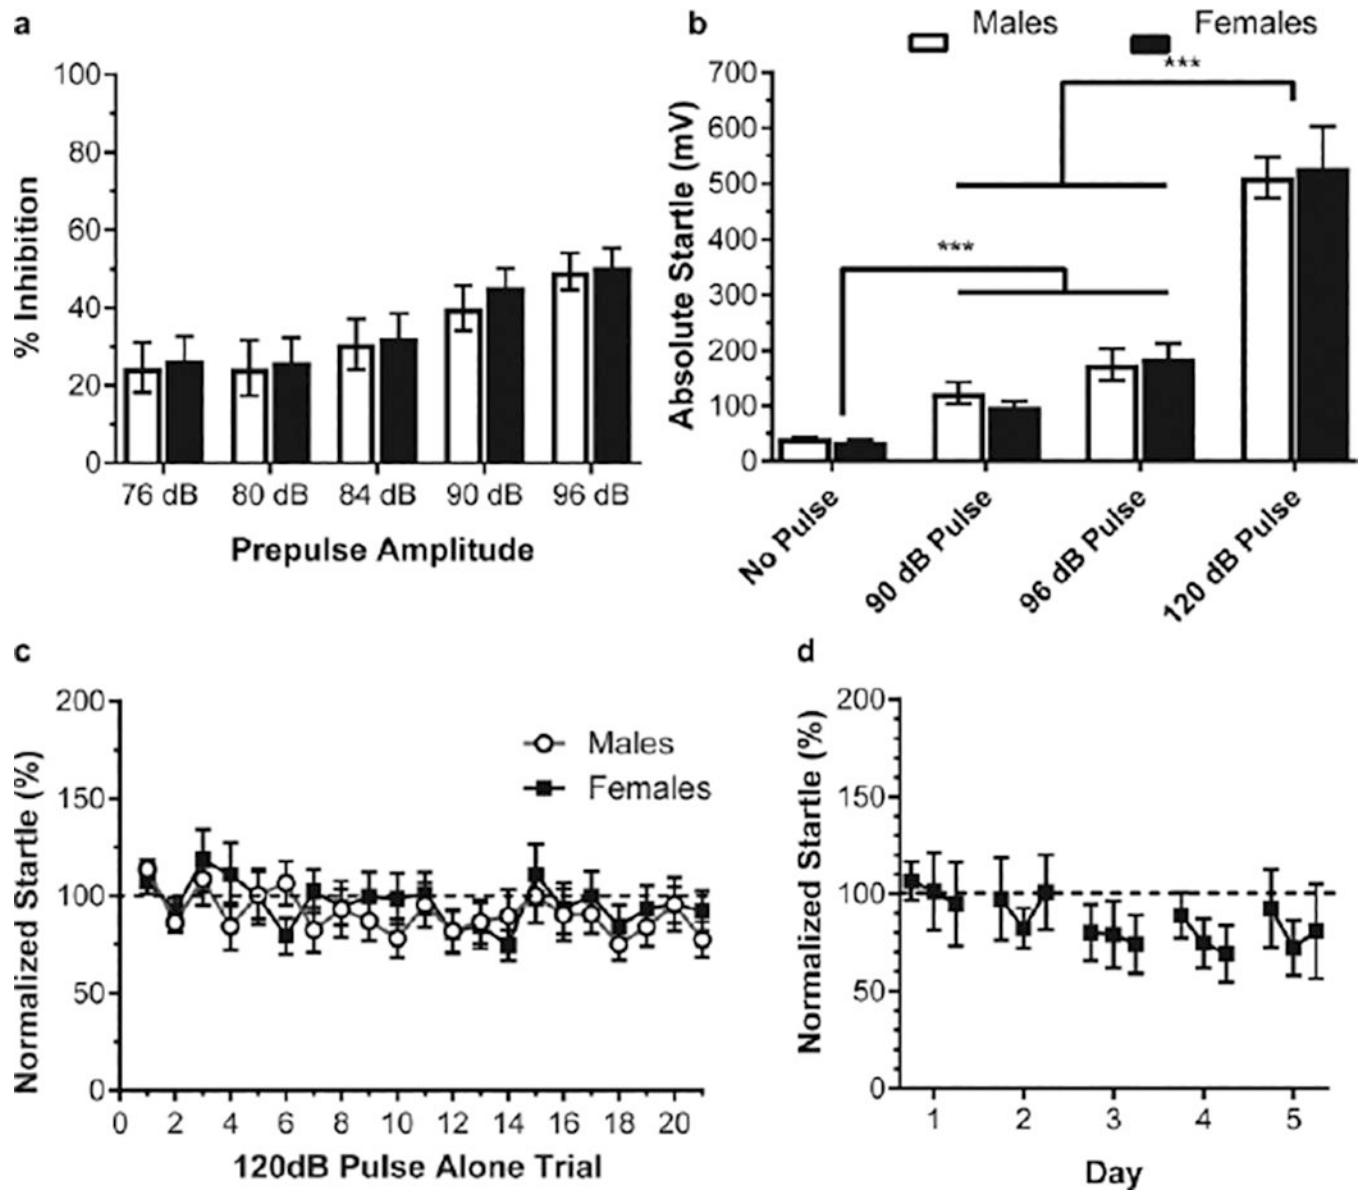 a
100
80
60
40
20
0
% Inhibition
76 dB 80 dB 84 dB 90 dB 96 dB
Prepulse Amplitude
b
Males Females
700
600
500
400
300
200
100
0
Absolute Startle (mV)
***
***
No Pulse
90 dB Pulse
96 dB Pulse
120 dB Pulse
c
200
150
100
50
0
Normalized Startle (%)
Males
Females
0 2 4 6 8 10 12 14 16 18 20
120dB Pulse Alone Trial
d
200
150
100
50
0
Normalized Startle (%)
1 2 3 4 5
Day